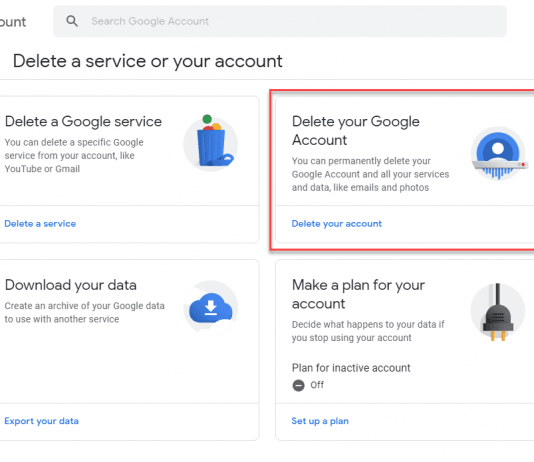 ount
Search Google Account
Delete a service or your account
Delete a Google service
You can delete a specific Google
service from your account, like
YouTube or Gmail
Delete a service
Delete your Google
Account
You can permanently delete your
Google Account and all your services
and data, like emails and photos
Delete your account
Download your data
Create an archive of your Google data
to use with another service
Export your data
Make a plan for your
account
Decide what happens to your data if
you stop using your account
Plan for inactive account
Off
Set up a plan